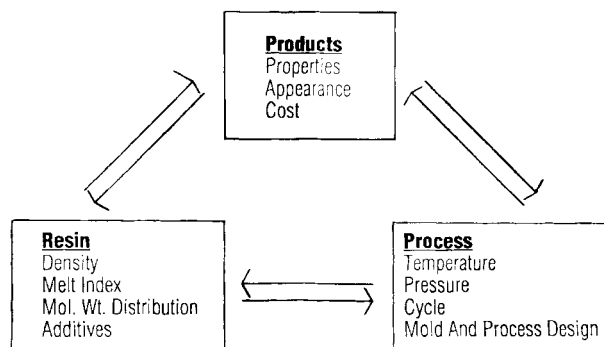 Products
Properties
Appearance
Cost
Resin
Density
Melt Index
Mol. Wt. Distribution
Additives
Process
Temperature
Pressure
Cycle
Mold And Process Design